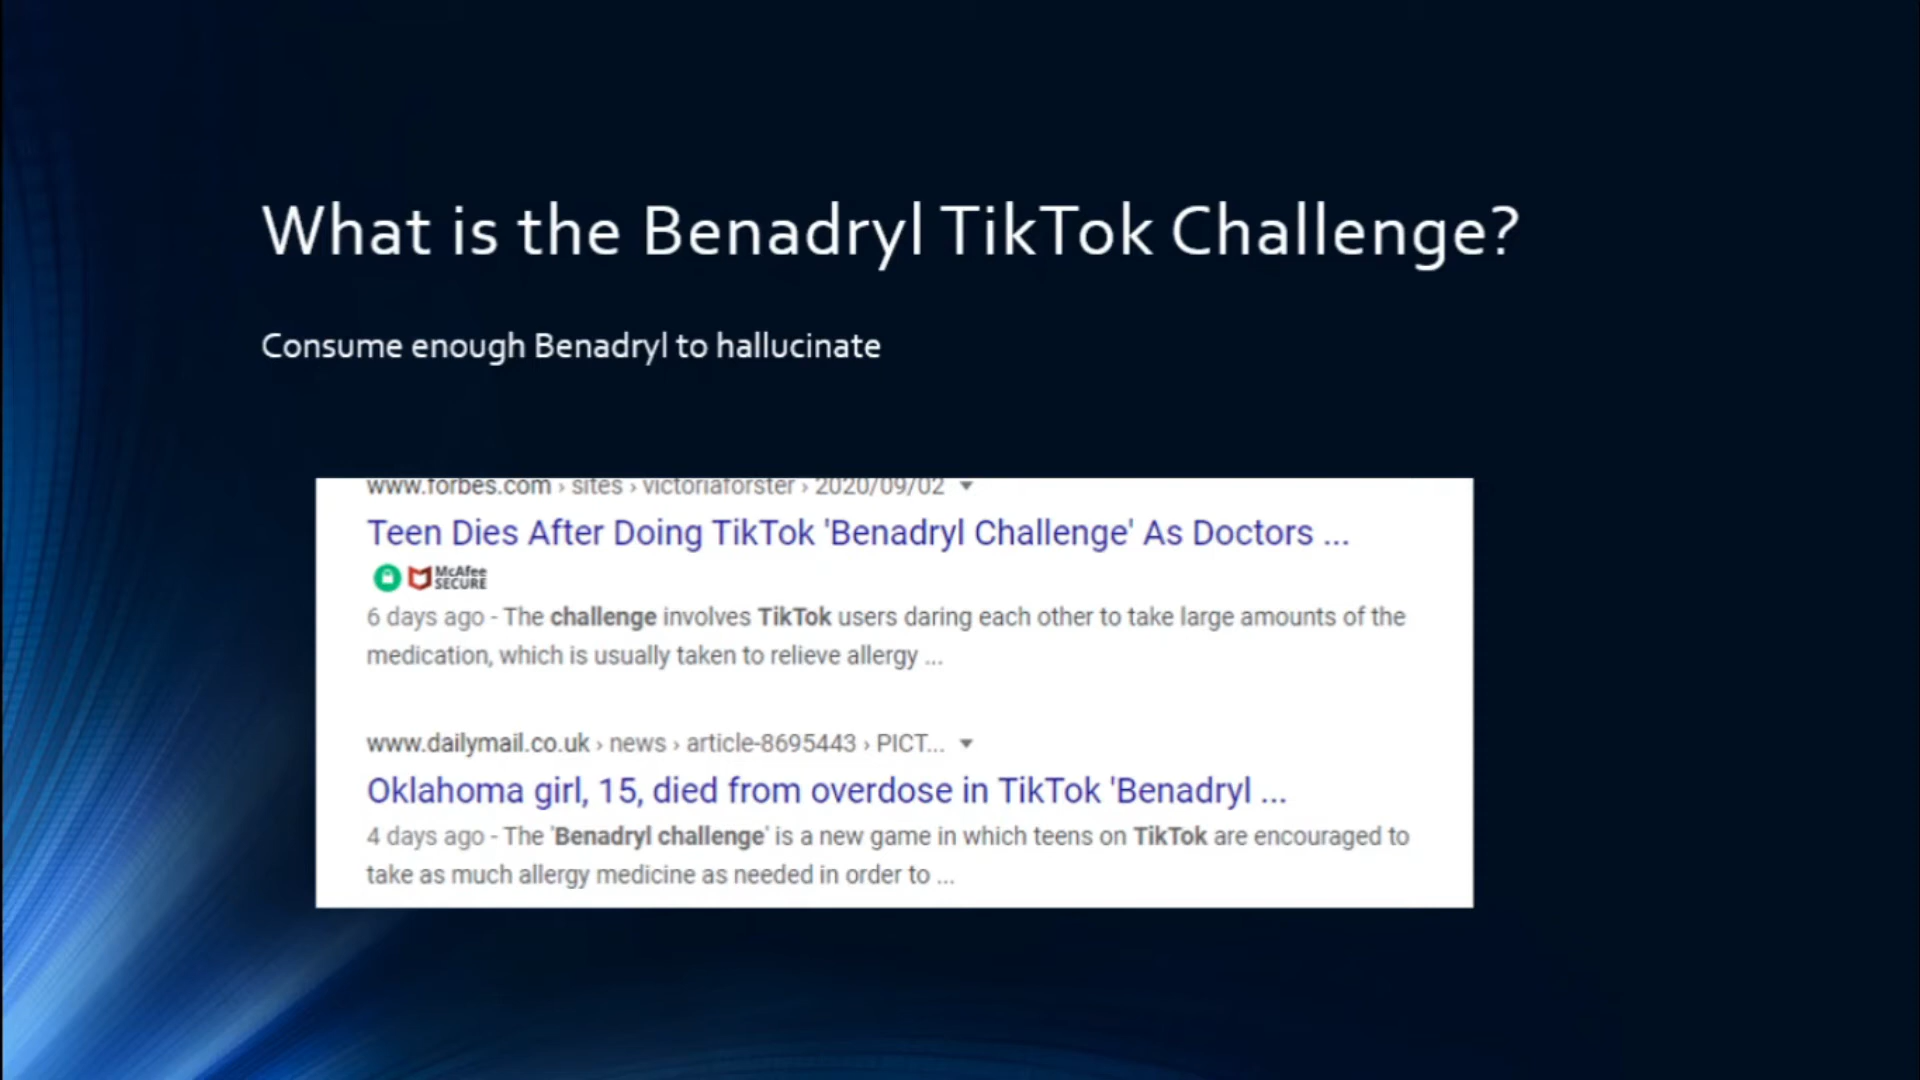 What is the Benadryl TikTok Challenge?
Consume enough Benadryl to hallucinate
www.forbes.com › sites › victoriaforster › 2020/09/02
Teen Dies After Doing TikTok 'Benadryl Challenge' As Doctors ...
McAfee
SECURE
6 days ago - The challenge involves TikTok users daring each other to take large amounts of the
medication, which is usually taken to relieve allergy ...
www.dailymail.co.uk › news › article-8695443 › PICT...
Oklahoma girl, 15, died from overdose in TikTok 'Benadryl ...
4 days ago - The 'Benadryl challenge' is a new game in which teens on TikTok are encouraged to
take as much allergy medicine as needed in order to ...